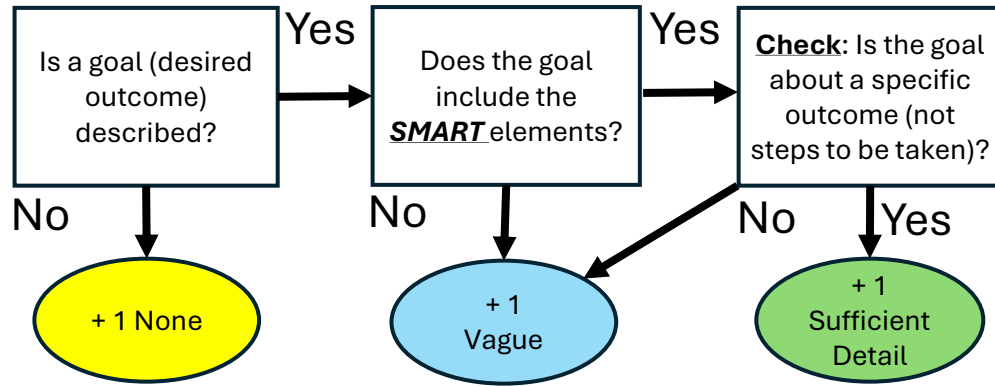 Is a goal (desired
outcome)
described?
Yes
Does the goal
include the
SMART elements?
Yes
Check: Is the goal
about a specific
outcome (not
steps to be taken)?
No
No
No
Yes
+ 1 None
+ 1
Vague
+ 1
Sufficient
Detail